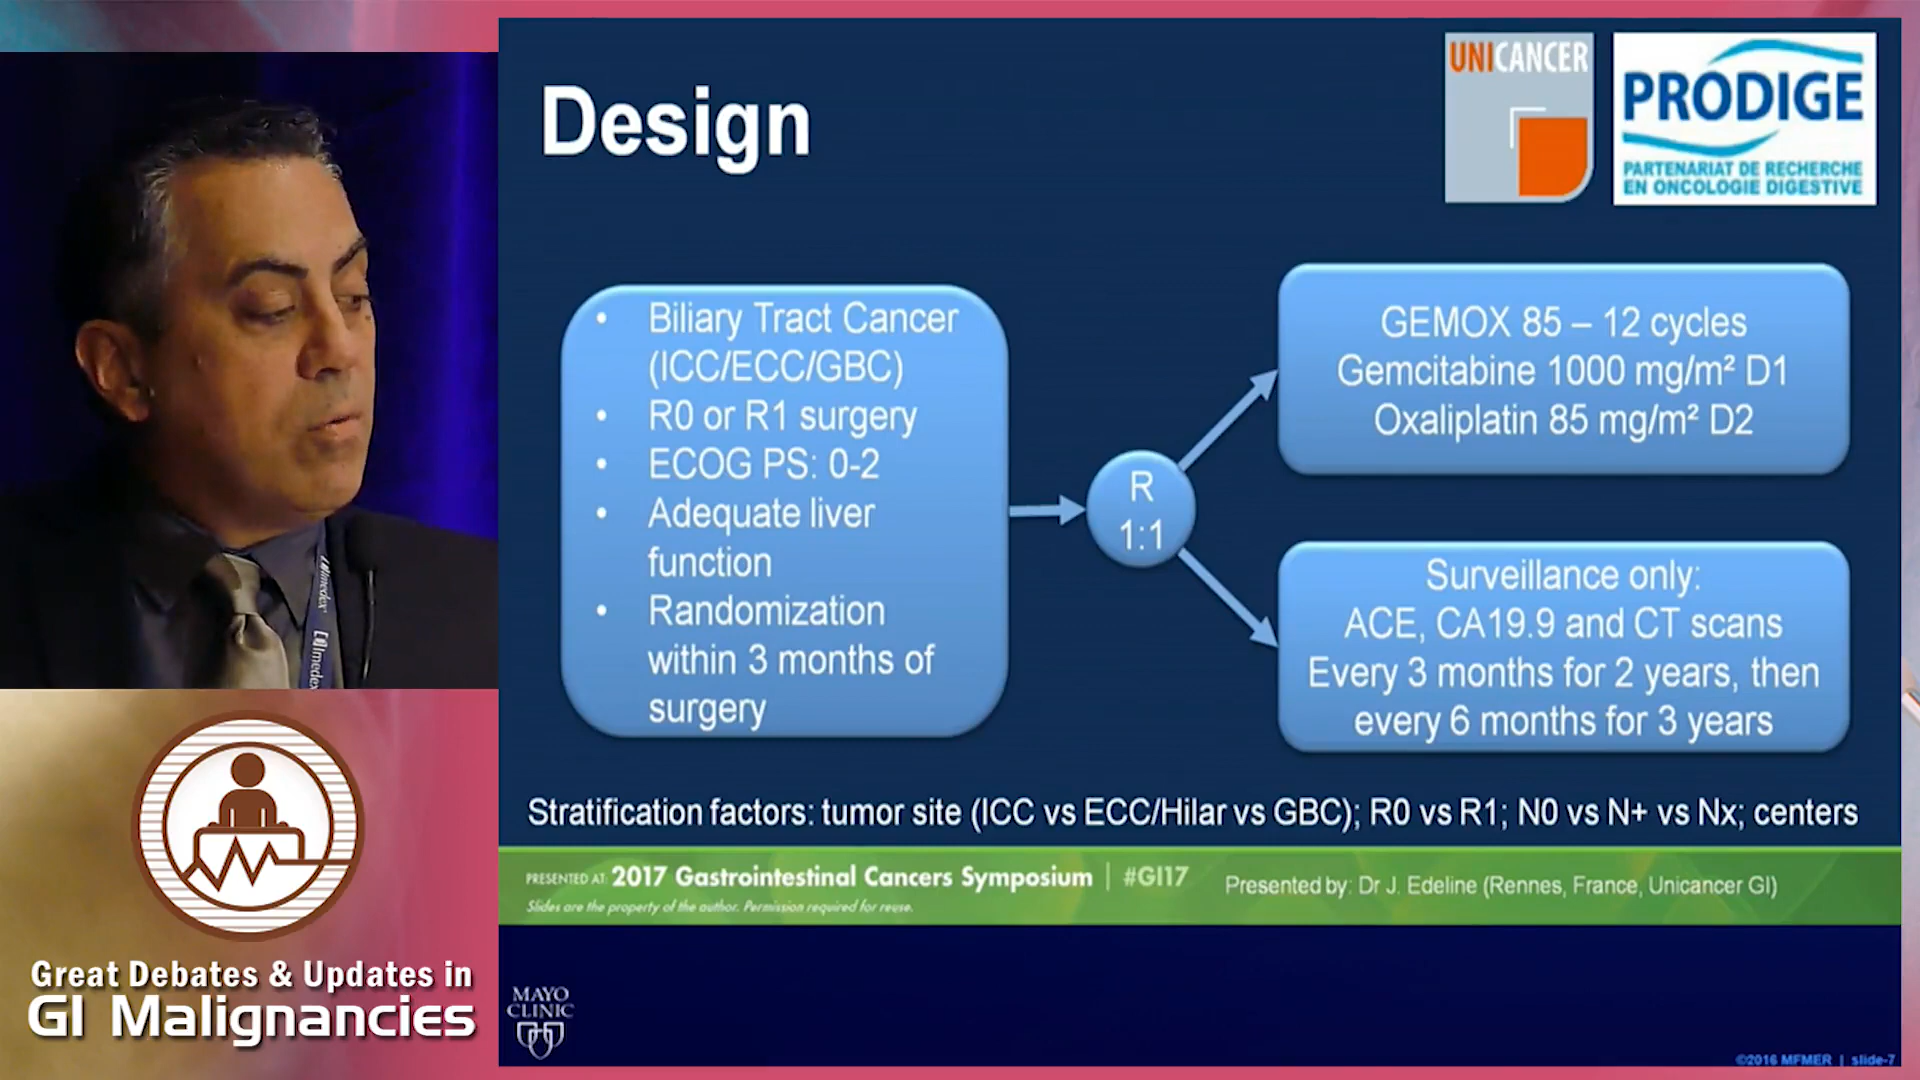 Design
UNICANCER
PRODIGE
PARTENARIAT DE RECHERCHE
EN ONCOLOGIE DIGESTIVE
• Biliary Tract Cancer
(ICC/ECC/GBC)
• R0 or R1 surgery
• ECOG PS: 0-2
• Adequate liver
function
• Randomization
within 3 months of
surgery
R
1:1
GEMOX 85 – 12 cycles
Gemcitabine 1000 mg/m² D1
Oxaliplatin 85 mg/m² D2
Surveillance only:
ACE, CA19.9 and CT scans
Every 3 months for 2 years, then
every 6 months for 3 years
Stratification factors: tumor site (ICC vs ECC/Hilar vs GBC); R0 vs R1; N0 vs N+ vs Nx; centers
PRESENTED AT: 2017 Gastrointestinal Cancers Symposium | #GI17
Slides are the property of the author. Permission required for reuse.
Presented by: Dr J. Edeline (Rennes, France, Unicancer GI)
MAYO
CLINIC
©2016 MFMER | slide-7
Imedex
Imedex
Great Debates & Updates in
GI Malignancies